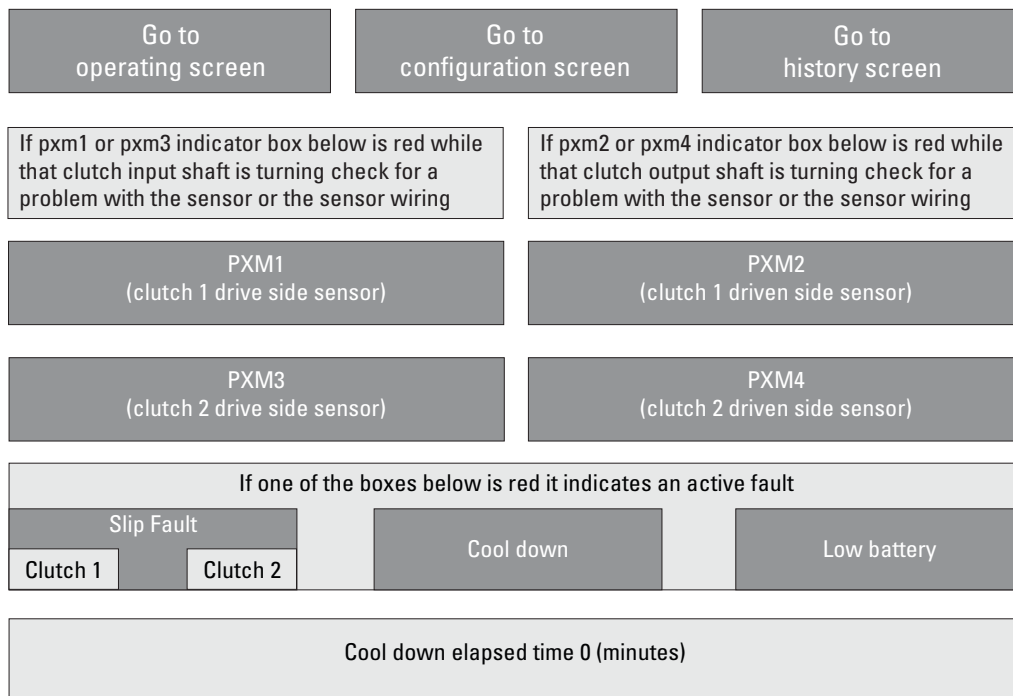 Go to
operating screen
Go to
configuration screen
Go to
history screen
If pxm1 or pxm3 indicator box below is red while
that clutch input shaft is turning check for a
problem with the sensor or the sensor wiring
If pxm2 or pxm4 indicator box below is red while
that clutch output shaft is turning check for a
problem with the sensor or the sensor wiring
PXM1
(clutch 1 drive side sensor)
PXM2
(clutch 1 driven side sensor)
PXM3
(clutch 2 drive side sensor)
PXM4
(clutch 2 driven side sensor)
If one of the boxes below is red it indicates an active fault
Slip Fault
Clutch 1
Clutch 2
Cool down
Low battery
Cool down elapsed time 0 (minutes)